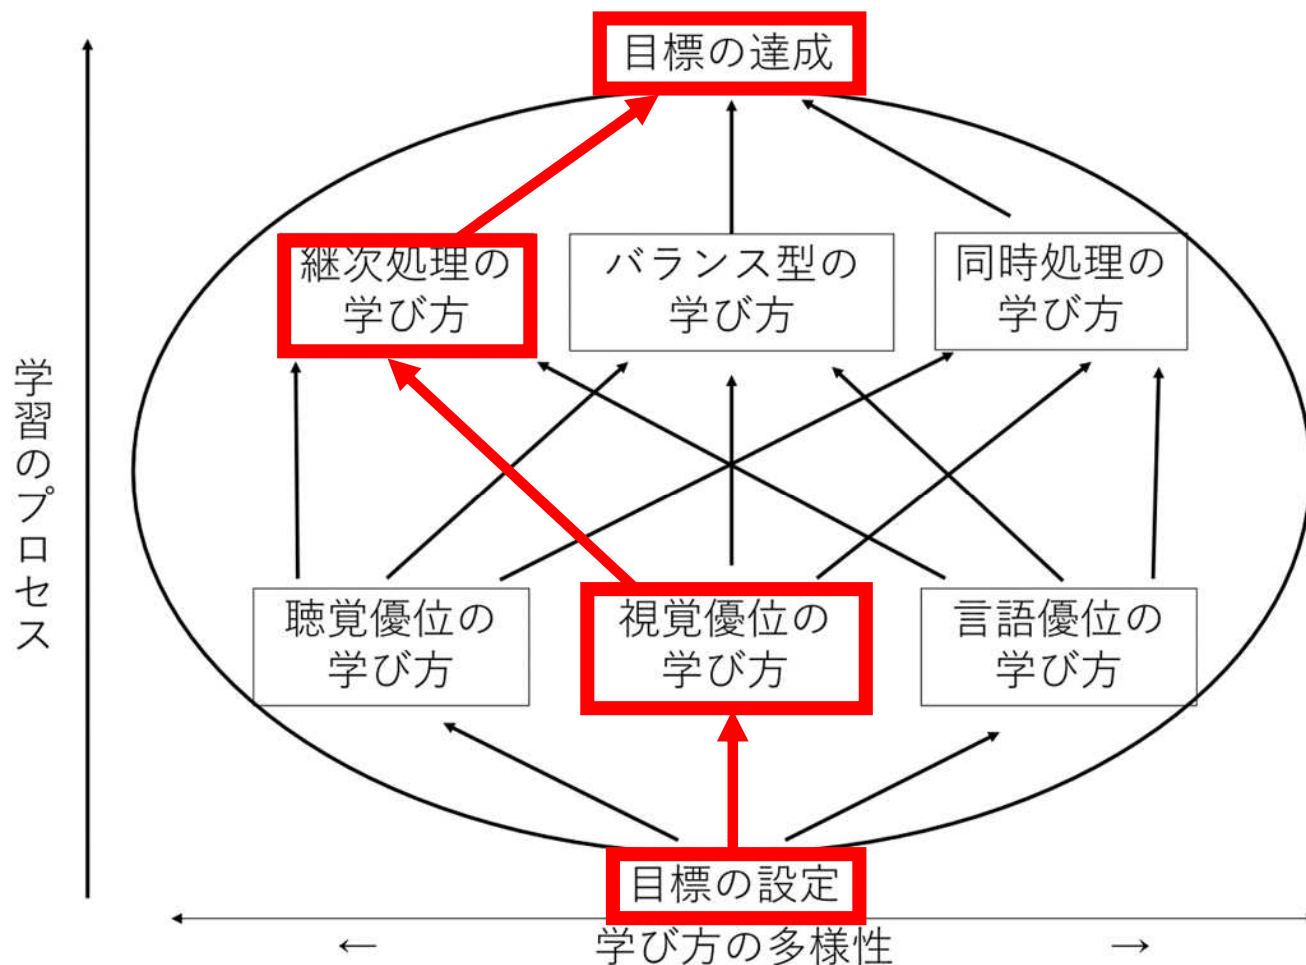 目標の達成
継次処理の
学び方
バランス型の
学び方
同時処理の
学び方
学習のプロセス
聴覚優位の
学び方
視覚優位の
学び方
言語優位の
学び方
目標の設定
← 学び方の多様性 →